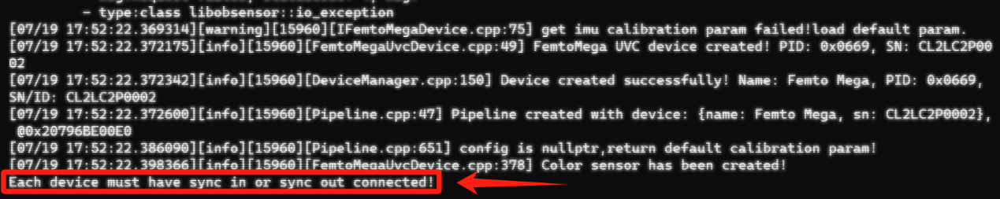 - type:class libobsensor::io_exception
[07/19 17:52:22.369314][warning][15960][IFemtoMegaDevice.cpp:75] get imu calibration param failed!load default param.
[07/19 17:52:22.372175][info][15960][FemtoMegaUvcDevice.cpp:49] FemtoMega UVC device created! PID: 0x0669, SN: CL2LC2P00
02
[07/19 17:52:22.372342][info][15960][DeviceManager.cpp:150] Device created successfully! Name: Femto Mega, PID: 0x0669,
SN/ID: CL2LC2P0002
[07/19 17:52:22.372600][info][15960][Pipeline.cpp:47] Pipeline created with device: {name: Femto Mega, sn: CL2LC2P0002},
@0x20796BE00E0
[07/19 17:52:22.386090][info][15960][Pipeline.cpp:651] config is nullptr,return default calibration param!
[07/19 17:52:22.398366][info][15960][FemtoMegaUvcDevice.cpp:378] Color sensor has been created!
Each device must have sync in or sync out connected!